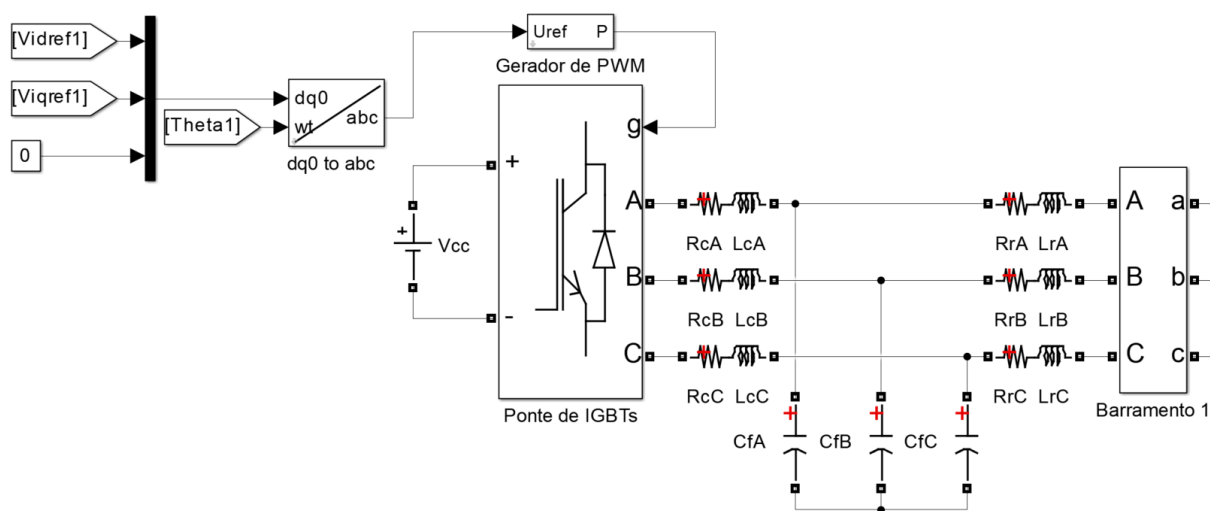 [Vidref1]
[Viqref1]
0
[Theta1]
dq0
wt
abc
dq0 to abc
Uref P
Gerador de PWM
g
+
-
A
B
C
Ponte de IGBTs
+
Vcc
RcA LcA
RcB LcB
RcC LcC
CfA CfB CfC
RrA LrA
RrB LrB
RrC LrC
A a
B b
C c
Barramento 1